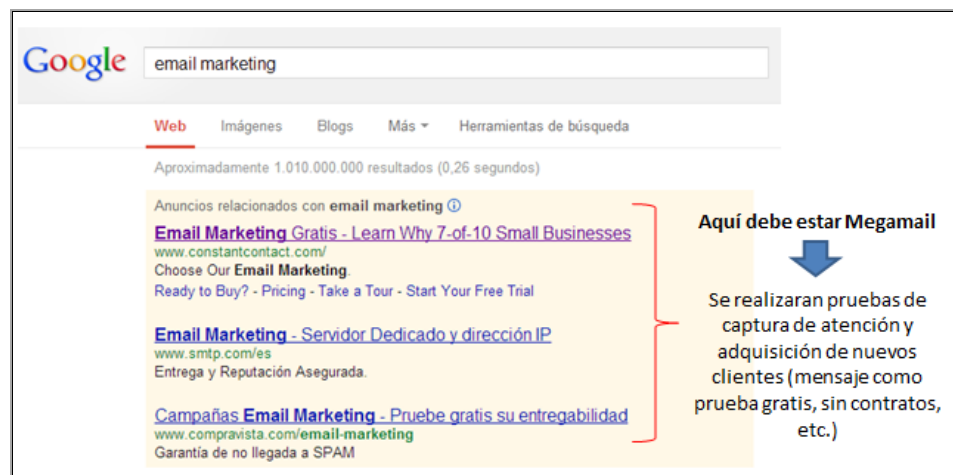 Google
email marketing
Web Imágenes Blogs Más Herramientas de búsqueda
Aproximadamente 1.010.000.000 resultados (0,26 segundos)
Anuncios relacionados con email marketing
Email Marketing Gratis - Learn Why 7-of-10 Small Businesses
www.constantcontact.com/
Choose Our Email Marketing.
Ready to Buy? - Pricing - Take a Tour - Start Your Free Trial
Email Marketing - Servidor Dedicado y dirección IP
www.smtp.com/es
Entrega y Reputación Asegurada.
Campañas Email Marketing - Pruebe gratis su entregabilidad
www.compravista.com/email-marketing
Garantía de no llegada a SPAM
Aquí debe estar Megamail
Se realizaran pruebas de
captura de atención y
adquisición de nuevos
clientes (mensaje como
prueba gratis, sin contratos,
etc.)